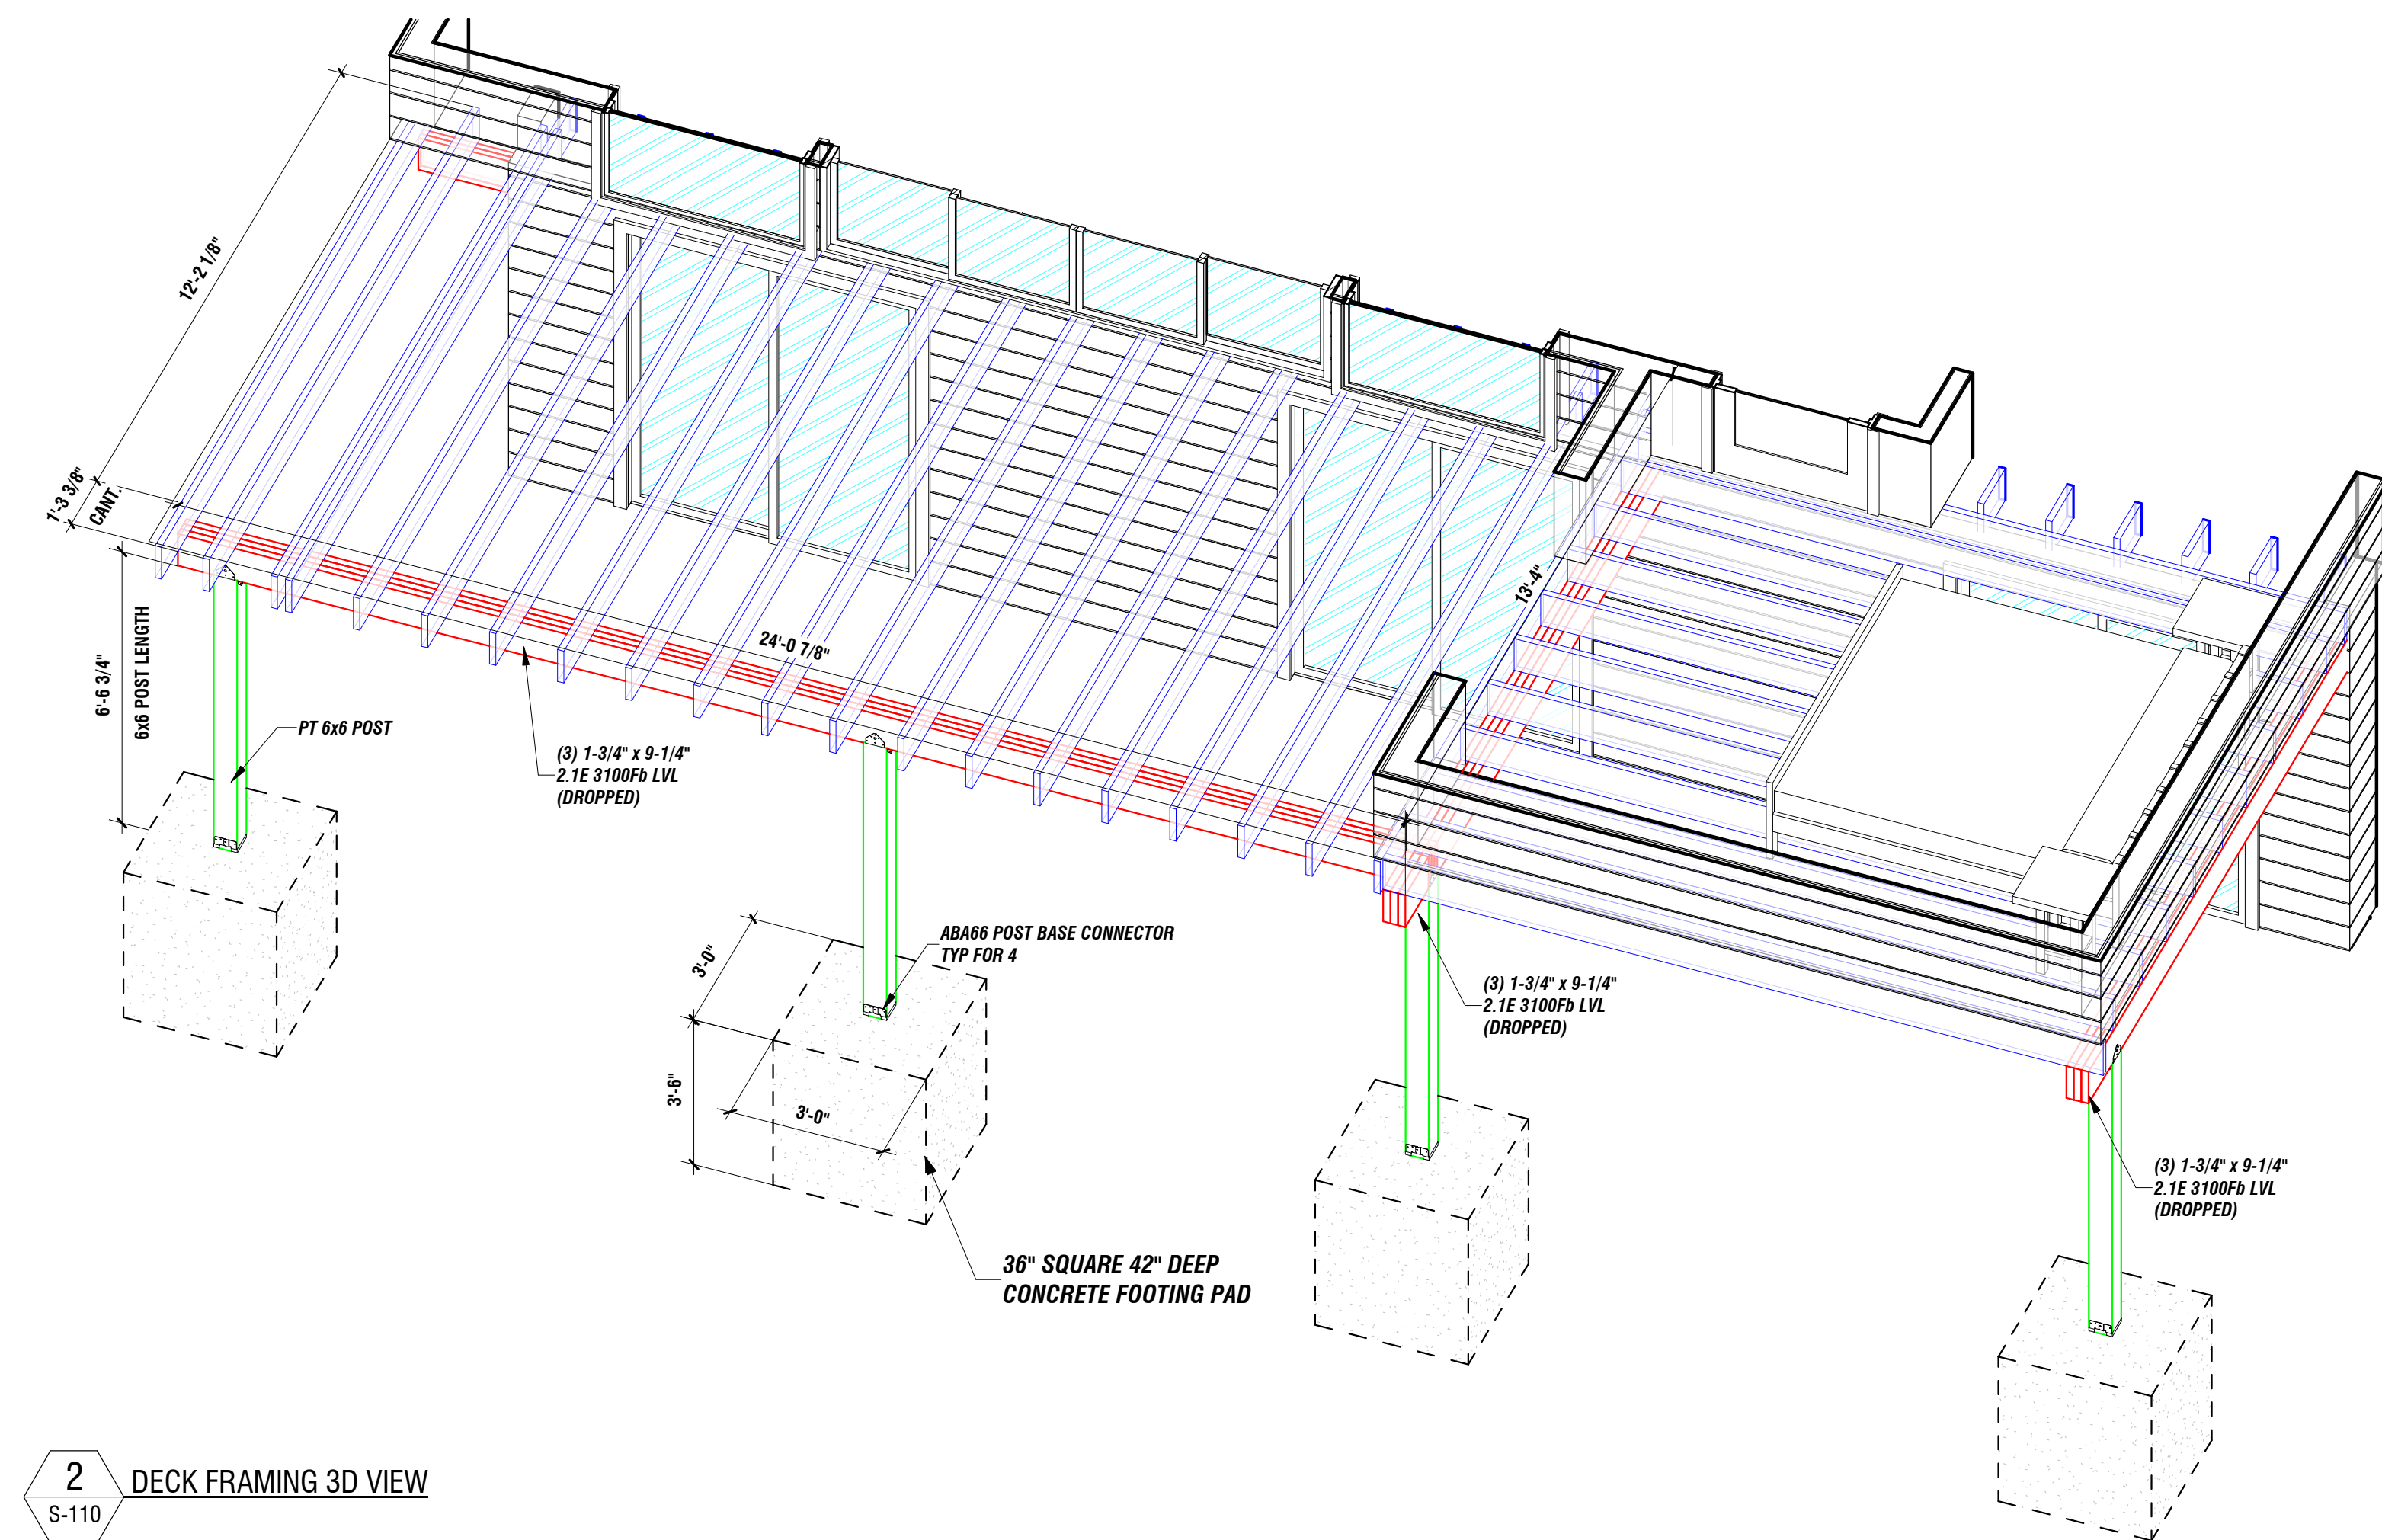 12'-2 1/8"
1'-3 3/8"
CANT.
6'-6 3/4"
6x6 POST LENGTH
PT 6x6 POST
(3) 1-3/4" x 9-1/4"
2.1E 3100Fb LVL
(DROPPED)
24'-0 7/8"
13'-4"
ABA66 POST BASE CONNECTOR
TYP FOR 4
3'-0"
3'-6"
3'-0"
(3) 1-3/4" x 9-1/4"
2.1E 3100Fb LVL
(DROPPED)
(3) 1-3/4" x 9-1/4"
2.1E 3100Fb LVL
(DROPPED)
36" SQUARE 42" DEEP
CONCRETE FOOTING PAD
2
DECK FRAMING 3D VIEW
S-110